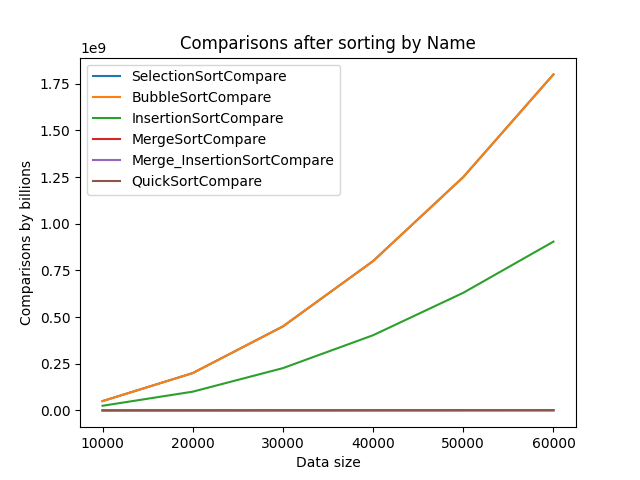 Comparisons after sorting by Name
1e9
SelectionSortCompare
BubbleSortCompare
InsertionSortCompare
MergeSortCompare
Merge_InsertionSortCompare
QuickSortCompare
Comparisons by billions
1.75
1.50
1.25
1.00
0.75
0.50
0.25
0.00
10000 20000 30000 40000 50000 60000
Data size